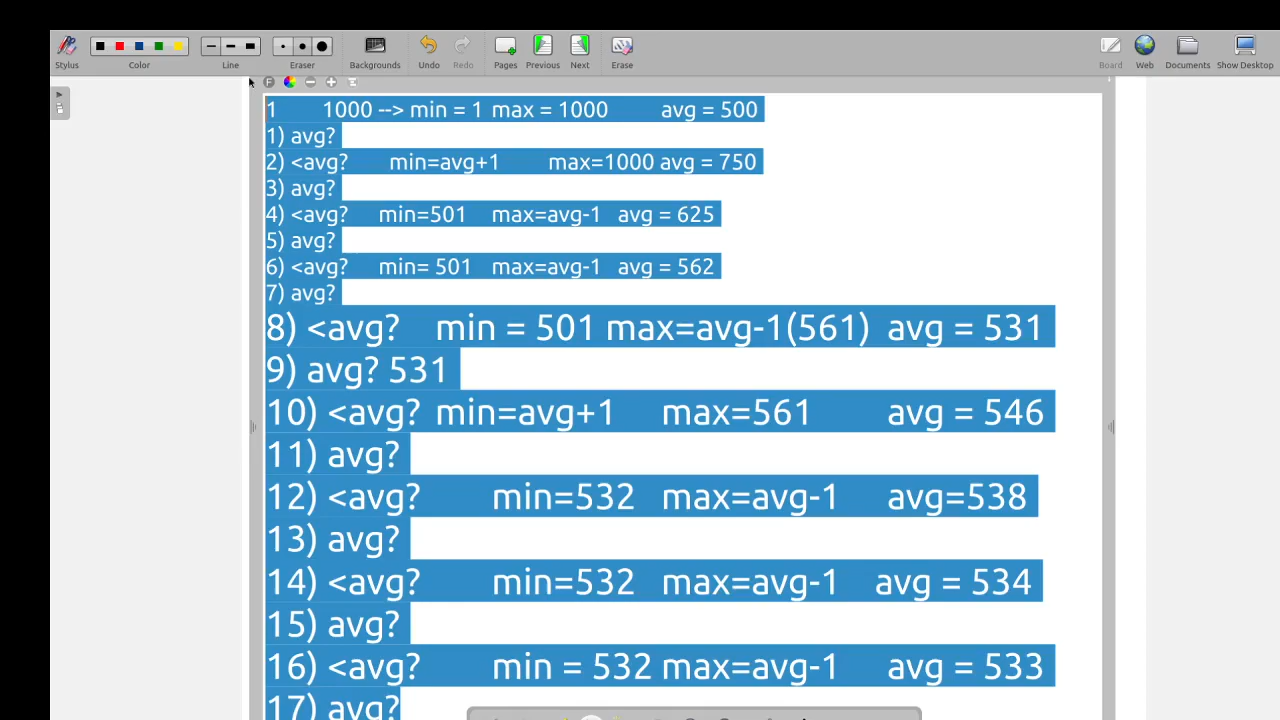 Stylus Color Line Eraser Backgrounds Undo Redo Pages Previous Next Erase Board Web Documents Show Desktop
F
1 1000 --> min = 1 max = 1000 avg = 500
1) avg?
2) <avg? min=avg+1 max=1000 avg = 750
3) avg?
4) <avg? min=501 max=avg-1 avg = 625
5) avg?
6) <avg? min= 501 max=avg-1 avg = 562
7) avg?
8) <avg? min = 501 max=avg-1(561) avg = 531
9) avg? 531
10) <avg? min=avg+1 max=561 avg = 546
11) avg?
12) <avg? min=532 max=avg-1 avg=538
13) avg?
14) <avg? min=532 max=avg-1 avg = 534
15) avg?
16) <avg? min = 532 max=avg-1 avg = 533
17) avg?